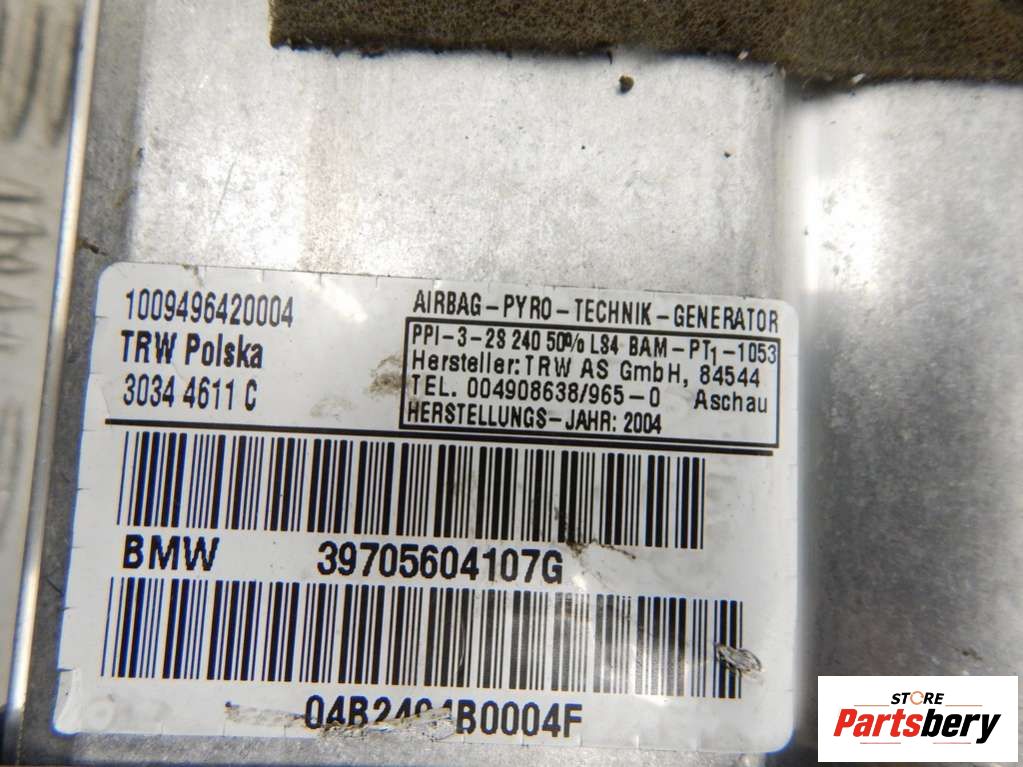 1009496420004
TRW Polska
3034 4611 C
AIRBAG-PYRO-TECHNIK-GENERATOR
PPI-3-2S 240 50% LS4 BAM-PT1-1053
Hersteller: TRW AS GmbH, 84544
TEL. 004908638/965-0 Aschau
HERSTELLUNGS-JAHR: 2004
BMW 39705604107G
STORE
Partsbery